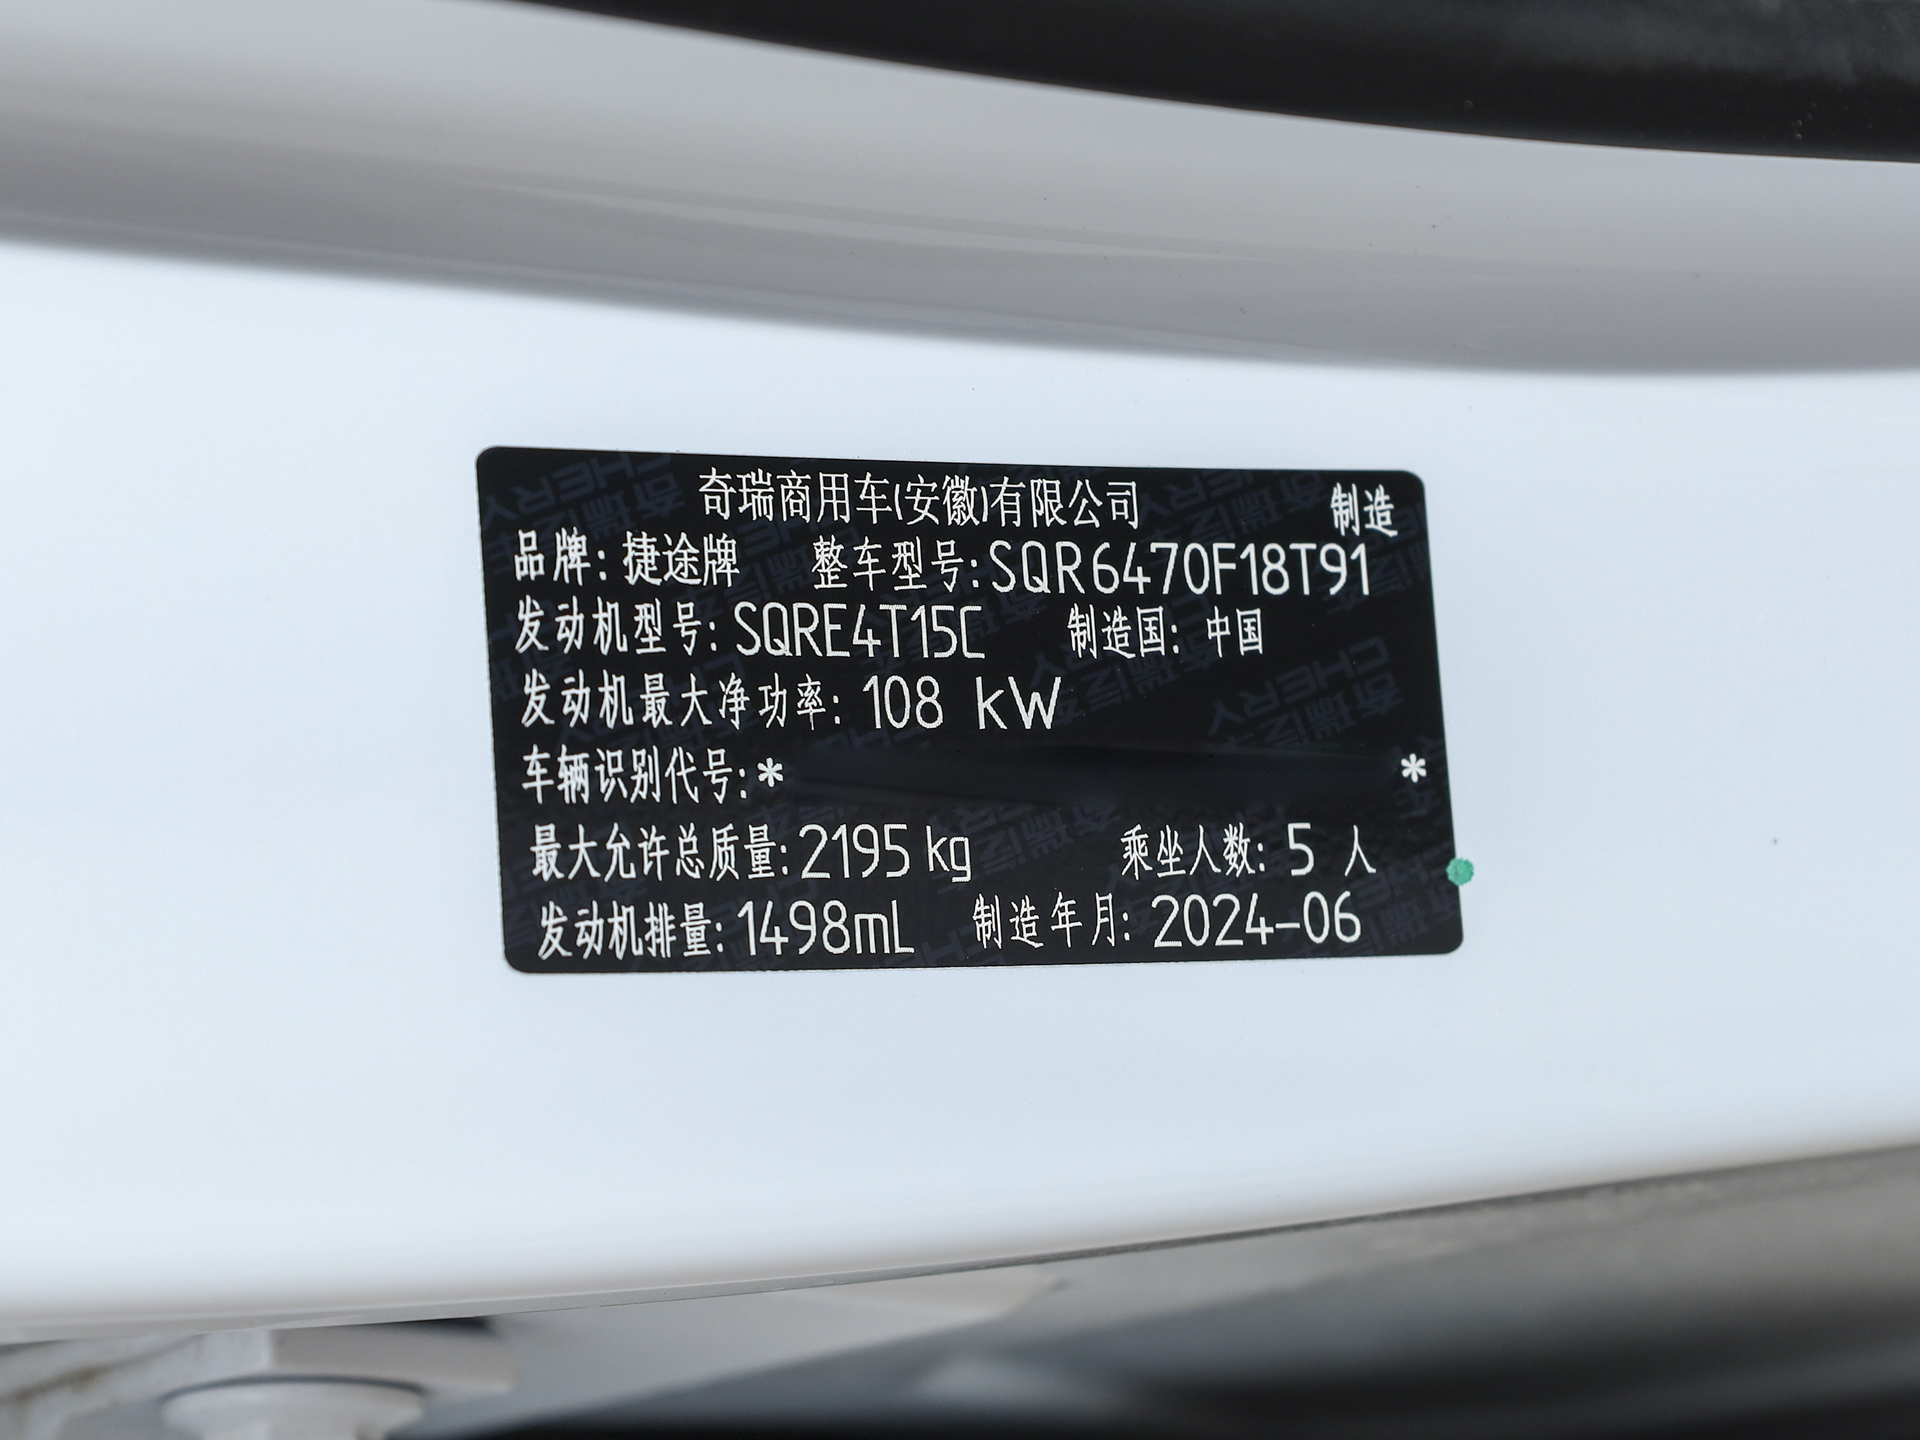 奇瑞商用车(安徽)有限公司 制造
品牌:捷途牌 整车型号:SQR6470F18T91
发动机型号:SQRE4T15C 制造国:中国
发动机最大净功率:108 kW
车辆识别代号:* *
最大允许总质量:2195 kg 乘坐人数:5 人
发动机排量:1498mL 制造年月:2024-06